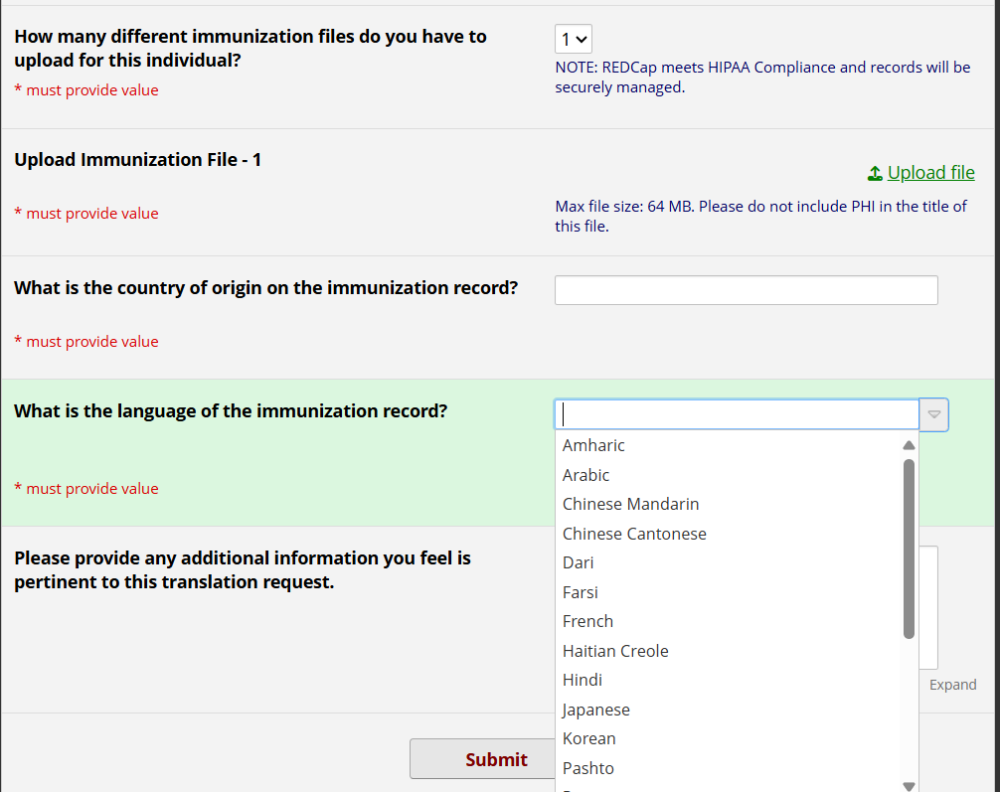 How many different immunization files do you have to
upload for this individual?
* must provide value
1
NOTE: REDCap meets HIPAA Compliance and records will be
securely managed.
Upload Immunization File - 1
* must provide value
Upload file
Max file size: 64 MB. Please do not include PHI in the title of
this file.
What is the country of origin on the immunization record?
* must provide value
What is the language of the immunization record?
* must provide value
Amharic
Arabic
Chinese Mandarin
Chinese Cantonese
Dari
Farsi
French
Haitian Creole
Hindi
Japanese
Korean
Pashto
Please provide any additional information you feel is
pertinent to this translation request.
Expand
Submit